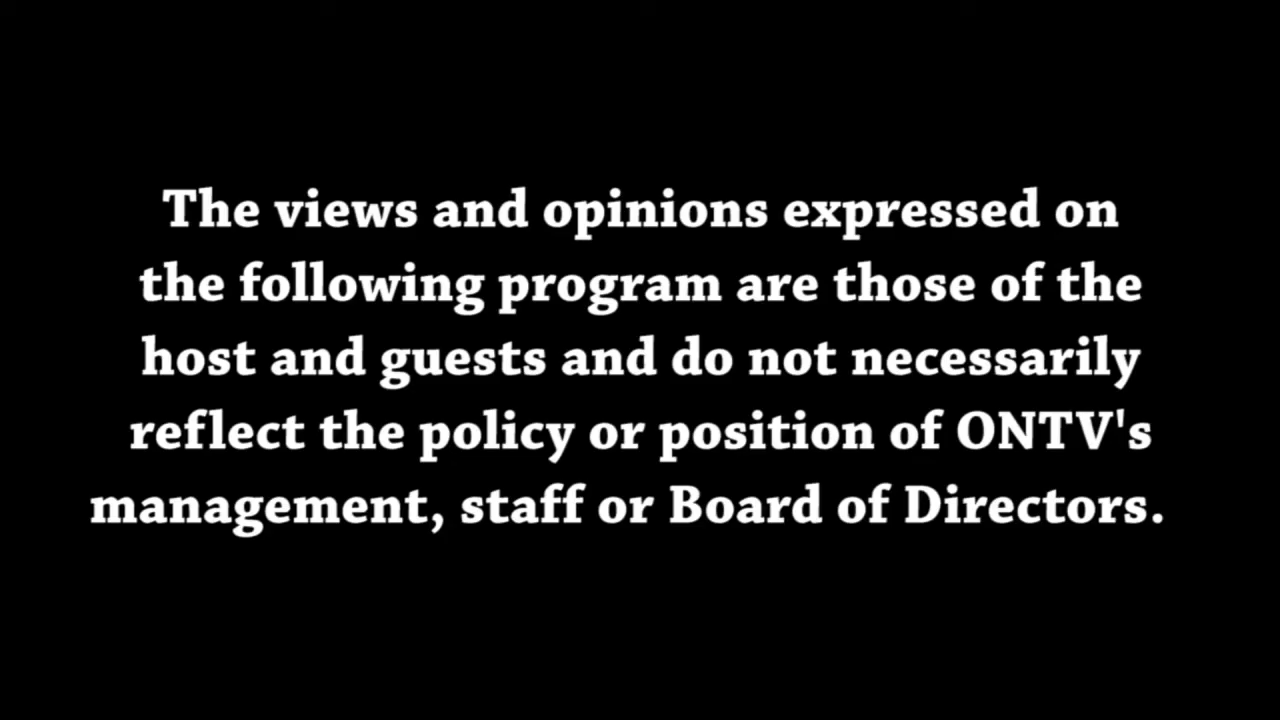 The views and opinions expressed on
the following program are those of the
host and guests and do not necessarily
reflect the policy or position of ONTV's
management, staff or Board of Directors.